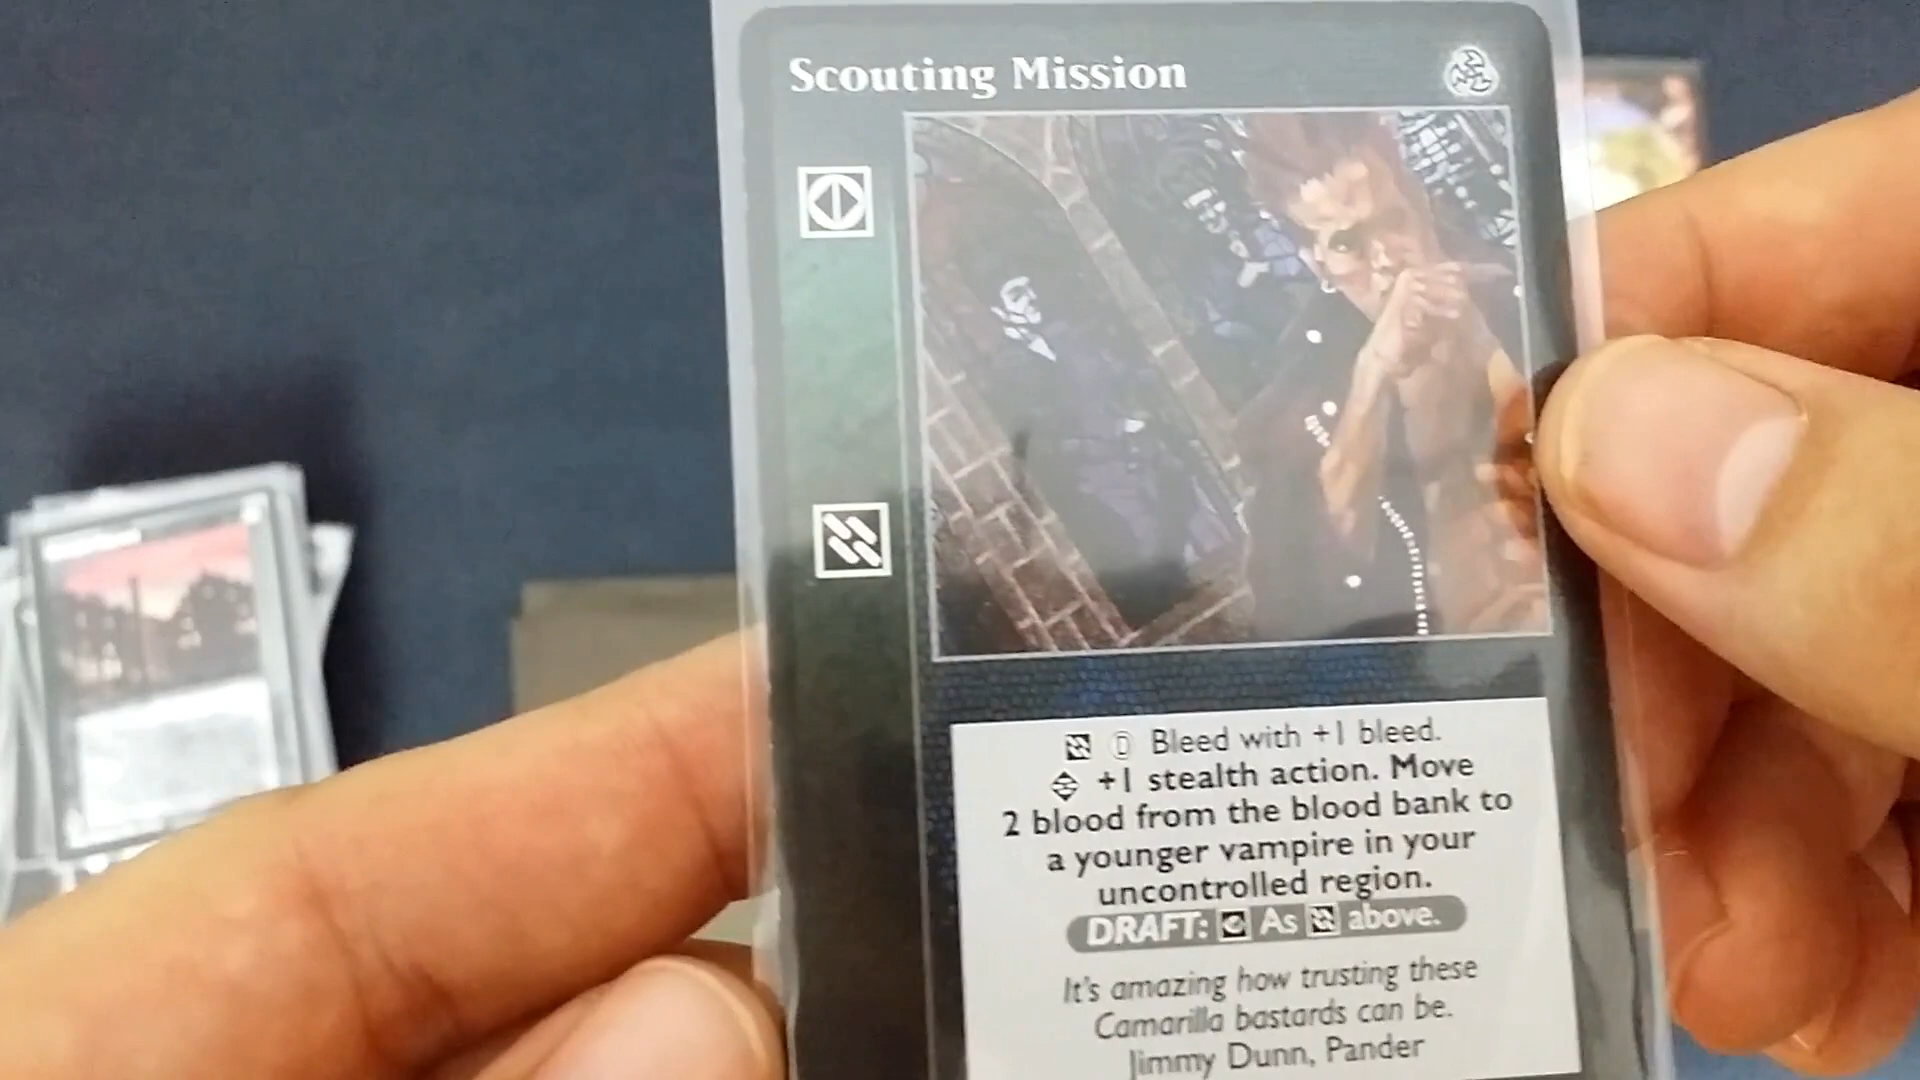 Scouting Mission
D Bleed with +1 bleed.
+1 stealth action. Move
2 blood from the blood bank to
a younger vampire in your
uncontrolled region.
DRAFT: As above.
It's amazing how trusting these
Camarilla bastards can be.
Jimmy Dunn, Pander